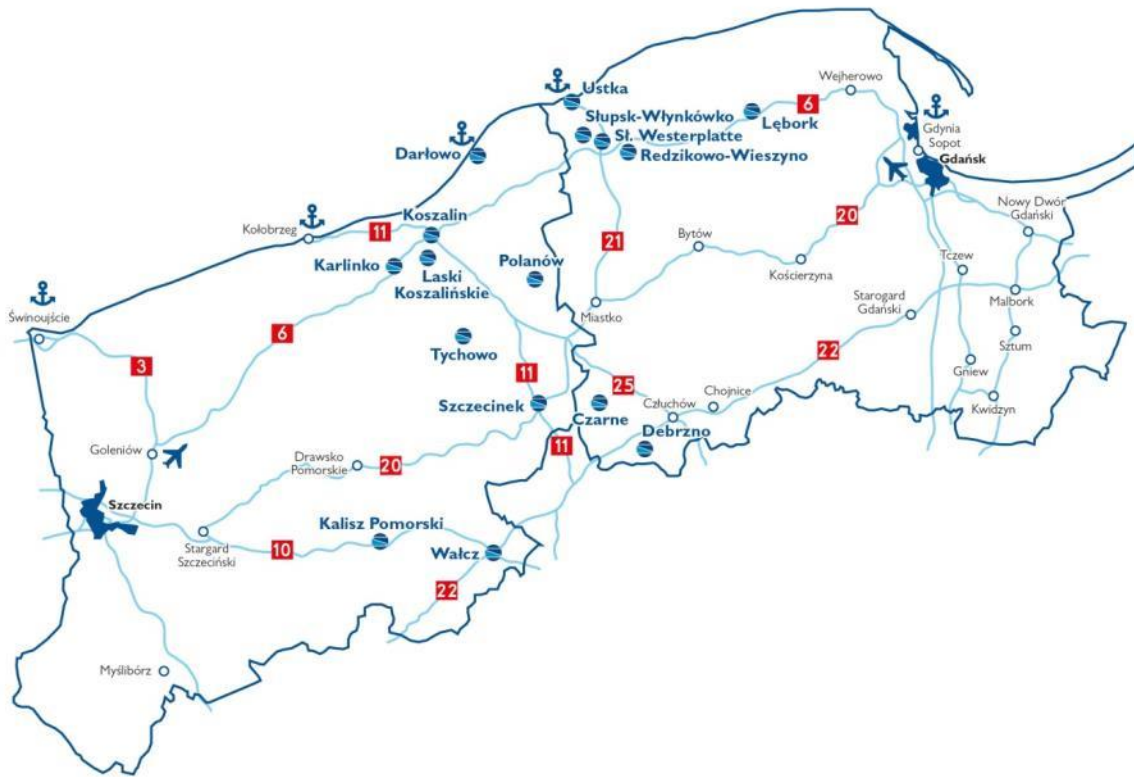 Ustka
Wejherowo
6
Słupsk-Włynkówko
Lębork
Sł. Westerplatte
Redzikowo-Wieszyno
Darłowo
Gdynia
Sopot
Gdańsk
Koszalin
Kołobrzeg
11
Karlinko
Laski
Koszalińskie
Polanów
21
Bytów
20
Kościerzyna
Nowy Dwór
Gdański
Tczew
Malbork
Starogard
Gdański
Miastko
Świnoujście
3
6
Tychowo
11
25
22
Sztum
Gniew
Kwidzyn
Szczecinek
Czarne
Człuchów
Chojnice
Debrzno
11
Goleniów
Drawsko
Pomorskie
20
Szczecin
Kalisz Pomorski
Stargard
Szczeciński
10
Wałcz
22
Myślibórz